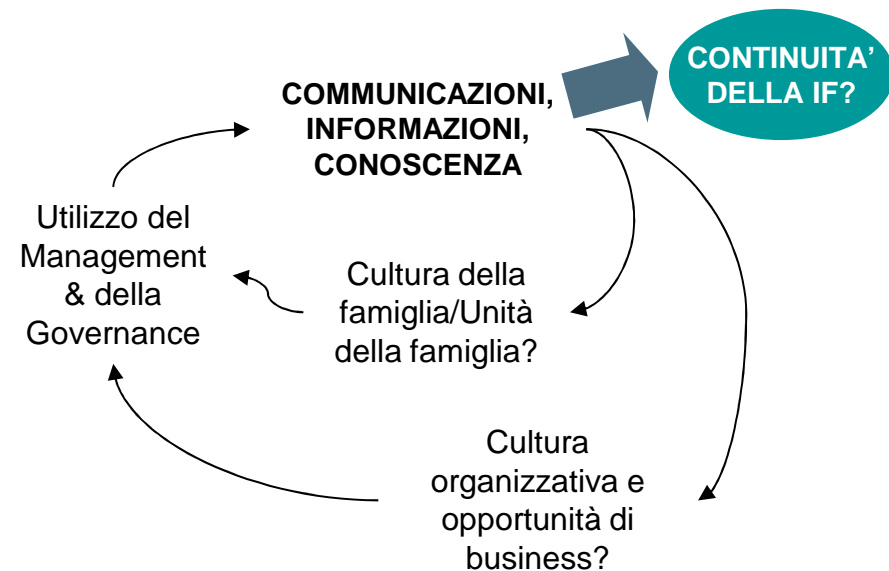 CONTINUITA’
DELLA IF?
COMMUNICAZIONI,
INFORMAZIONI,
CONOSCENZA
Utilizzo del
Management
& della
Governance
Cultura della
famiglia/Unità
della famiglia?
Cultura
organizzativa e
opportunità di
business?